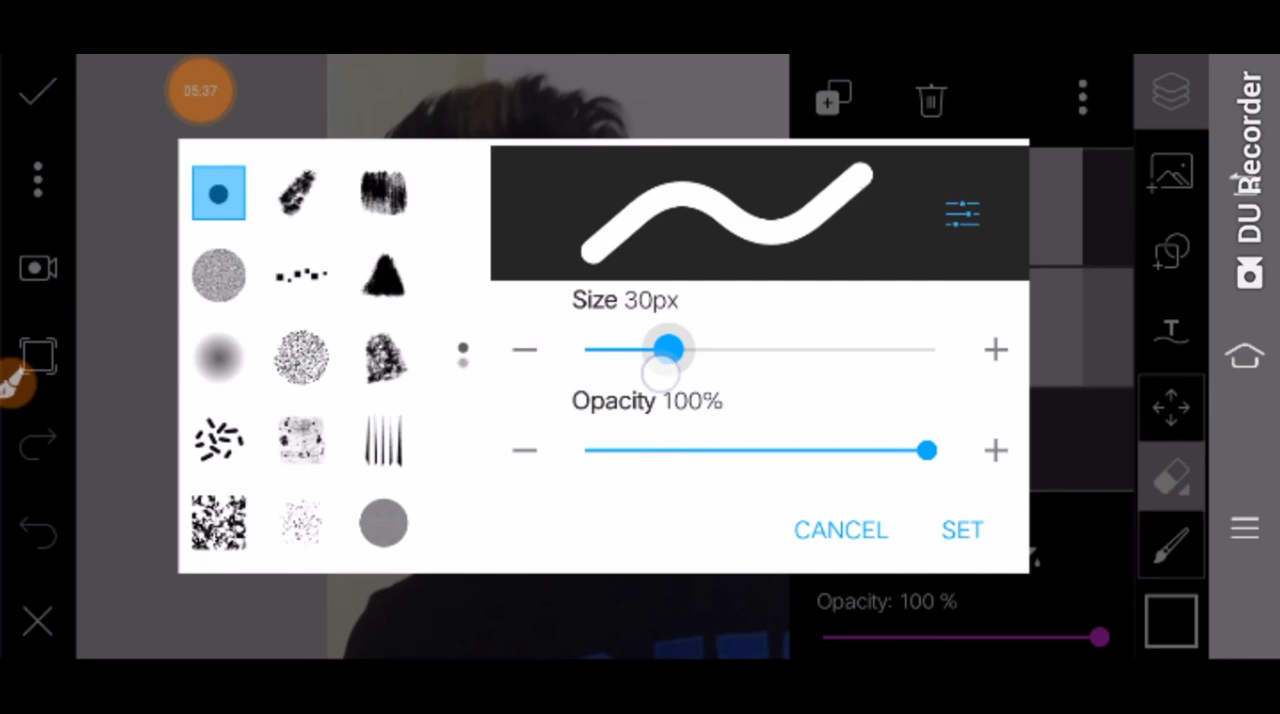 05:37
DU Recorder
Size 30px
Opacity 100%
CANCEL SET
Opacity: 100 %